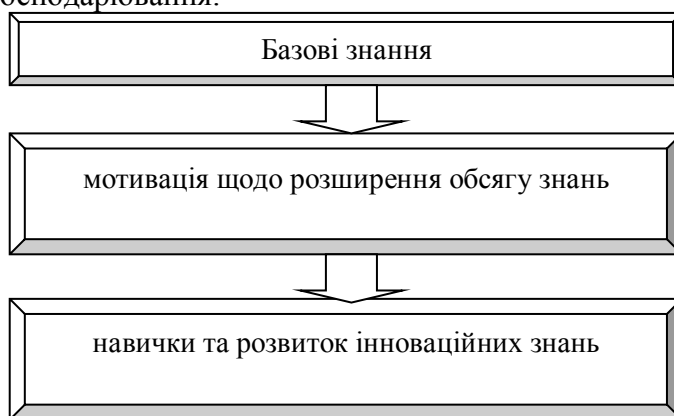 осподарювання.
Базові знання
мотивація щодо розширення обсягу знань
навички та розвиток інноваційних знань